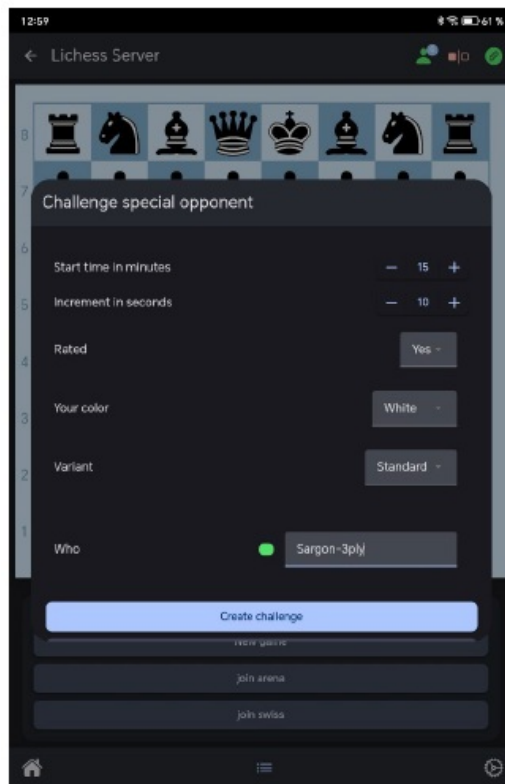 12:59 61 %
Lichess Server
8
7
Challenge special opponent
6
Start time in minutes − 15 +
5 Increment in seconds − 10 +
Rated Yes
4
Your color White
3
Variant Standard
2
1
Who Sargon-3ply
Create challenge
New game
join arena
join swiss